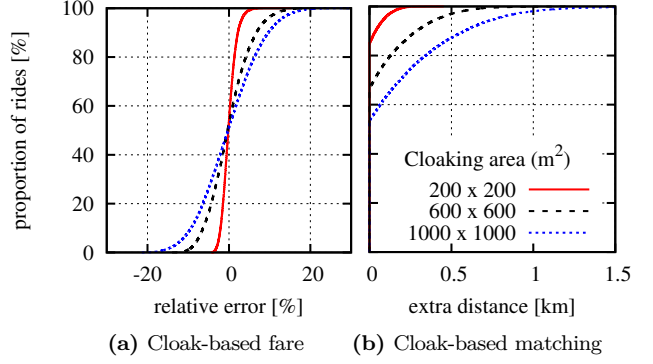 proportion of rides [%]
100
80
60
40
20
0
-20
0
20
relative error [%]
(a) Cloak-based fare
Cloaking area (m²)
200 x 200
600 x 600
1000 x 1000
0
0.5
1
1.5
extra distance [km]
(b) Cloak-based matching